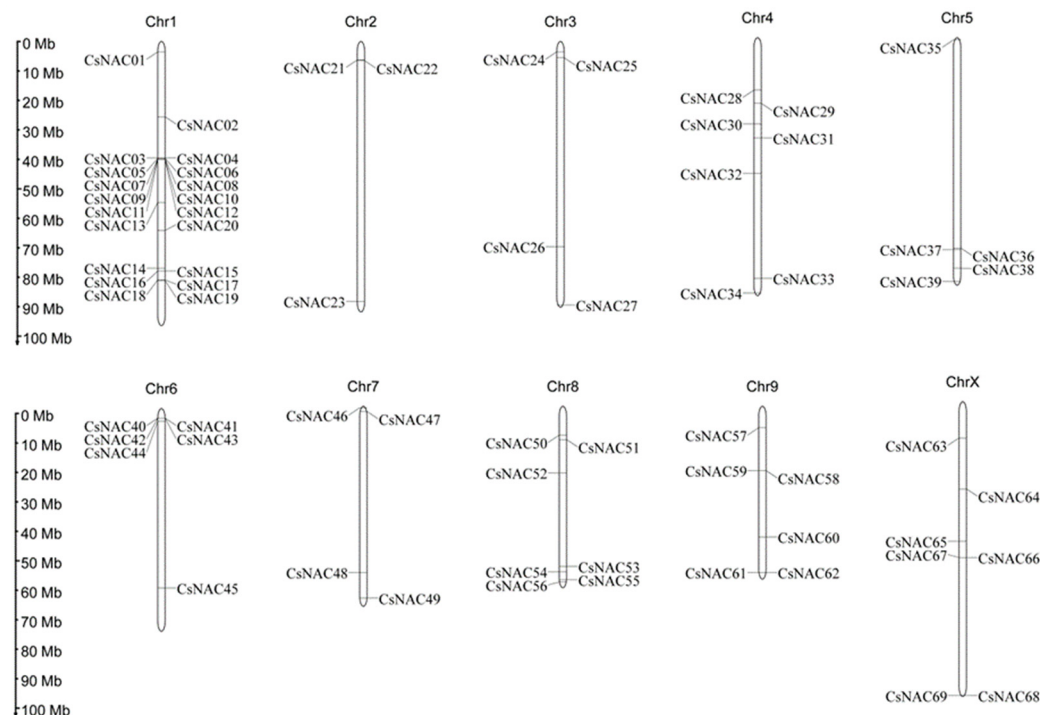 Chr1 Chr2 Chr3 Chr4 Chr5
0 Mb
10 Mb
20 Mb
30 Mb
40 Mb
50 Mb
60 Mb
70 Mb
80 Mb
90 Mb
100 Mb
CsNAC01
CsNAC02
CsNAC03 CsNAC04
CsNAC05 CsNAC06
CsNAC07 CsNAC08
CsNAC09 CsNAC10
CsNAC11 CsNAC12
CsNAC13 CsNAC20
CsNAC14 CsNAC15
CsNAC16 CsNAC17
CsNAC18 CsNAC19
CsNAC21 CsNAC22
CsNAC23
CsNAC24 CsNAC25
CsNAC26
CsNAC27
CsNAC28
CsNAC29
CsNAC30
CsNAC31
CsNAC32
CsNAC33
CsNAC34
CsNAC35
CsNAC37 CsNAC36
CsNAC38
CsNAC39
Chr6 Chr7 Chr8 Chr9 ChrX
0 Mb
10 Mb
20 Mb
30 Mb
40 Mb
50 Mb
60 Mb
70 Mb
80 Mb
90 Mb
100 Mb
CsNAC40 CsNAC41
CsNAC42 CsNAC43
CsNAC44
CsNAC45
CsNAC46 CsNAC47
CsNAC48
CsNAC49
CsNAC50 CsNAC51
CsNAC52
CsNAC54 CsNAC53
CsNAC56 CsNAC55
CsNAC57
CsNAC59 CsNAC58
CsNAC60
CsNAC61 CsNAC62
CsNAC63
CsNAC64
CsNAC65
CsNAC67 CsNAC66
CsNAC69 CsNAC68